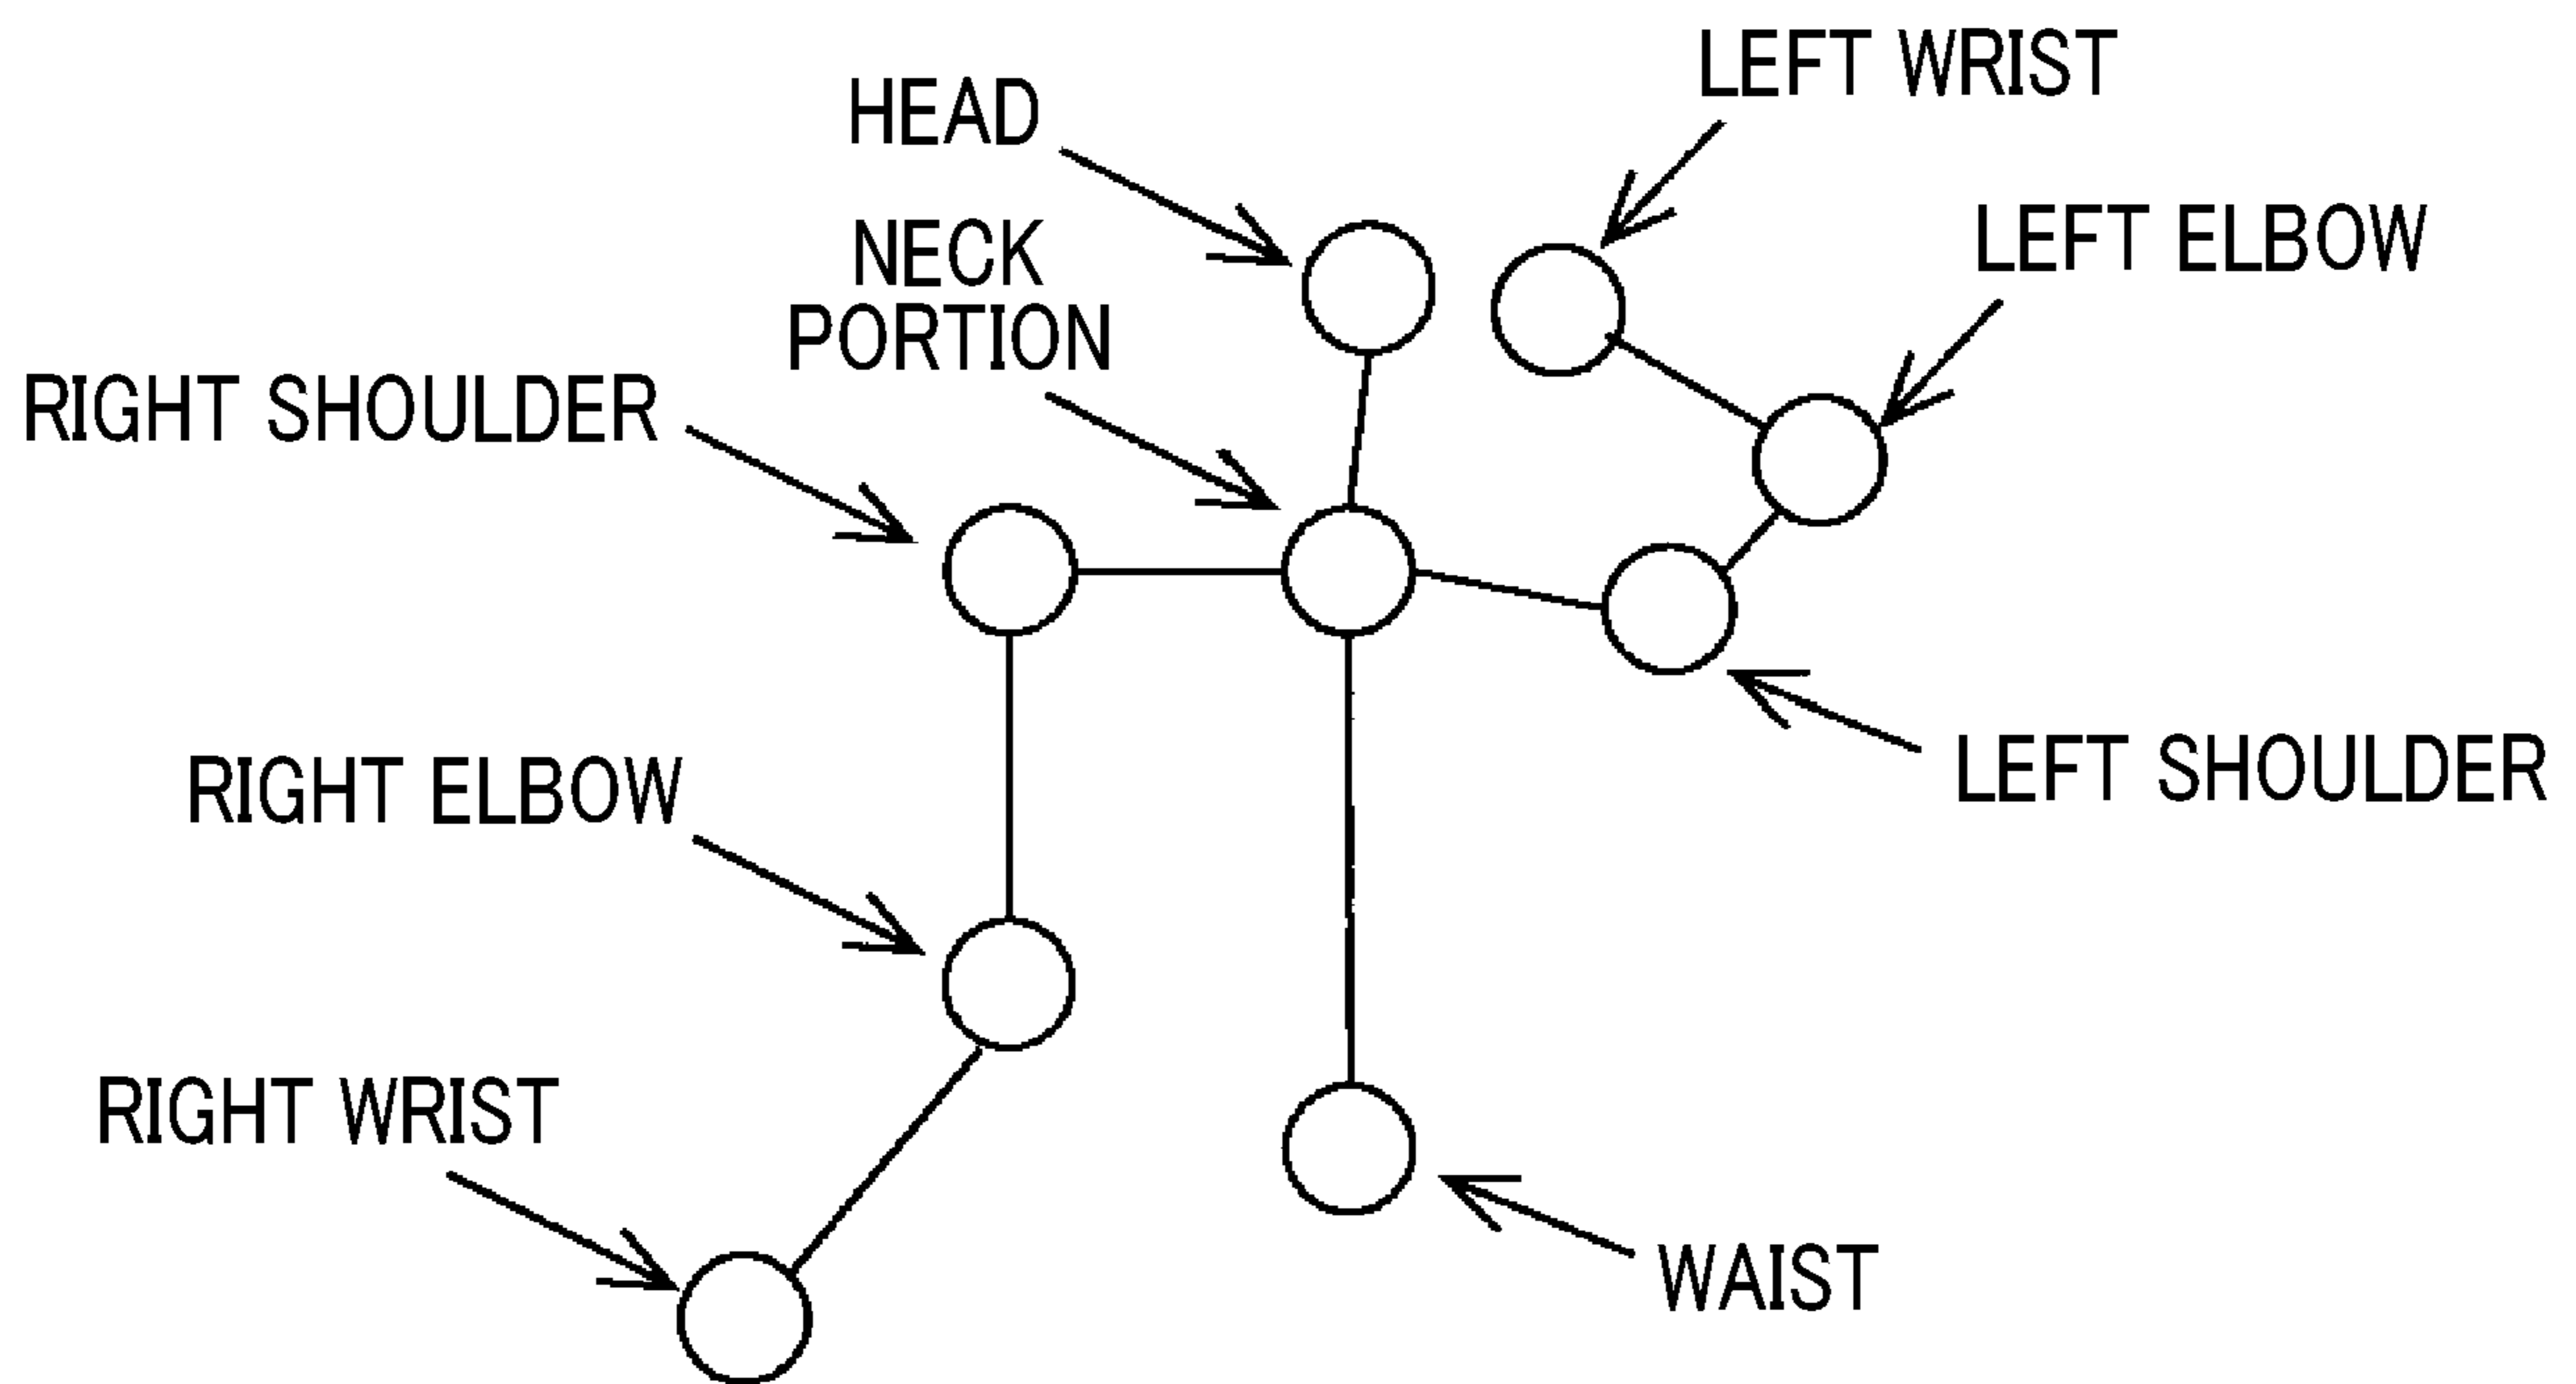 LEFT WRIST
HEAD
LEFT ELBOW
NECK
PORTION
RIGHT SHOULDER
LEFT SHOULDER
RIGHT ELBOW
RIGHT WRIST
WAIST